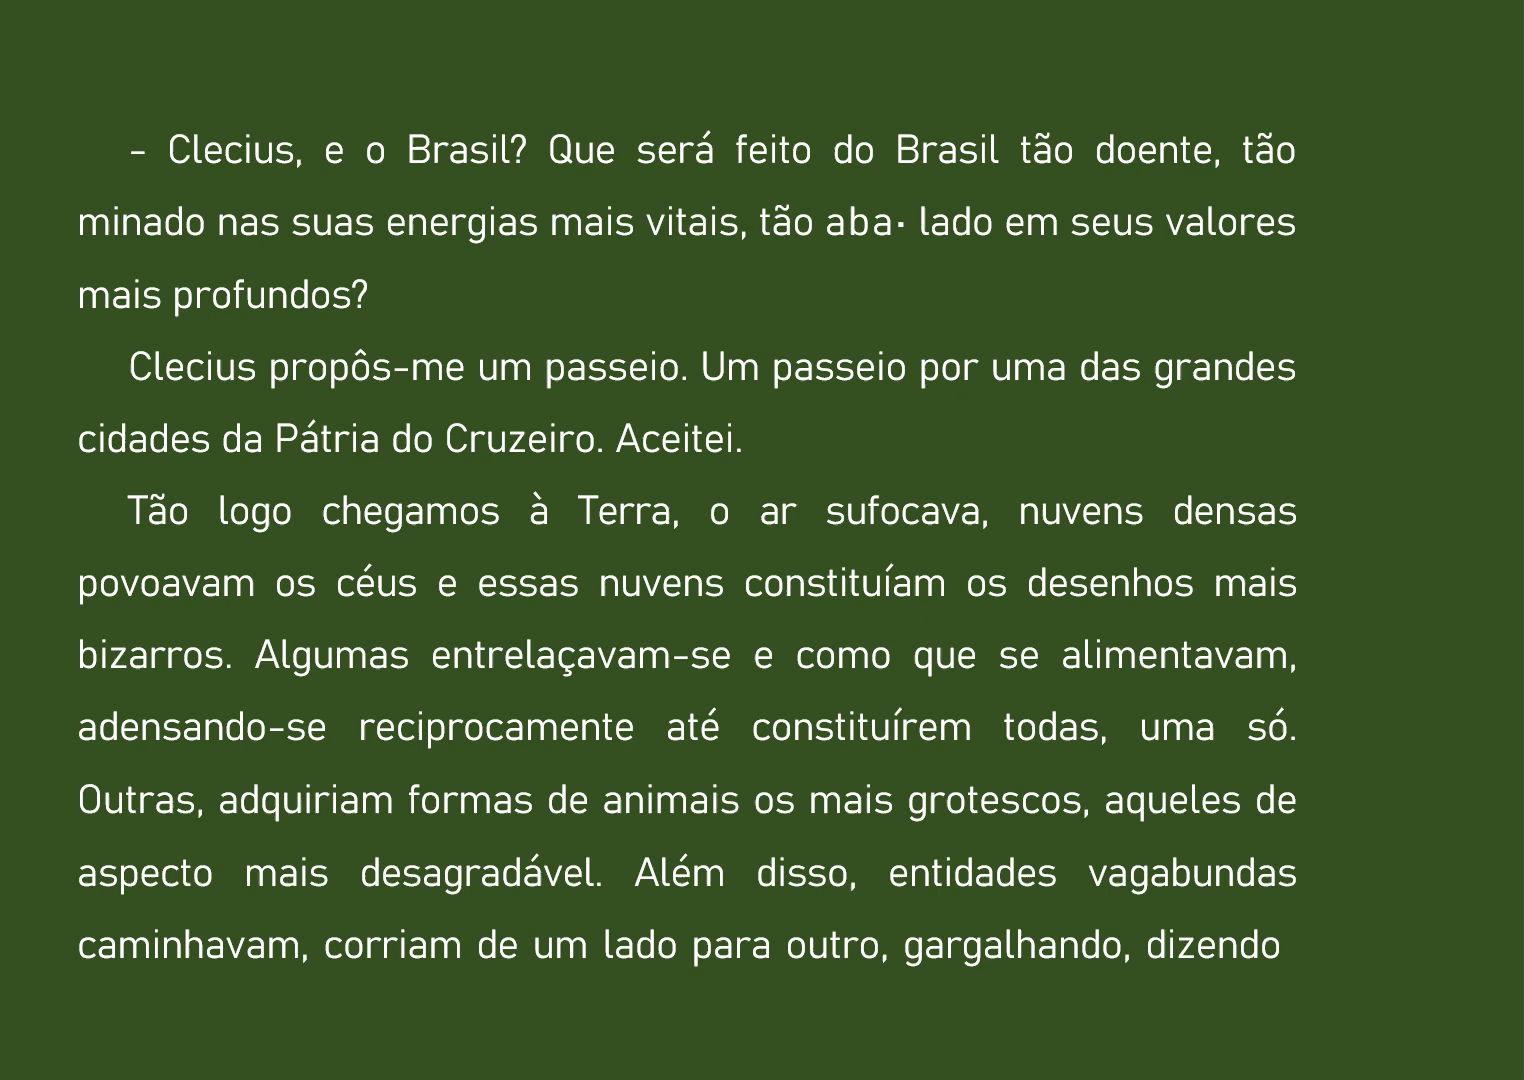 - Clecius, e o Brasil? Que será feito do Brasil tão doente, tão
minado nas suas energias mais vitais, tão aba· lado em seus valores
mais profundos?
Clecius propôs-me um passeio. Um passeio por uma das grandes
cidades da Pátria do Cruzeiro. Aceitei.
Tão logo chegamos à Terra, o ar sufocava, nuvens densas
povoavam os céus e essas nuvens constituíam os desenhos mais
bizarros. Algumas entrelaçavam-se e como que se alimentavam,
adensando-se reciprocamente até constituírem todas, uma só.
Outras, adquiriam formas de animais os mais grotescos, aqueles de
aspecto mais desagradável. Além disso, entidades vagabundas
caminhavam, corriam de um lado para outro, gargalhando, dizendo